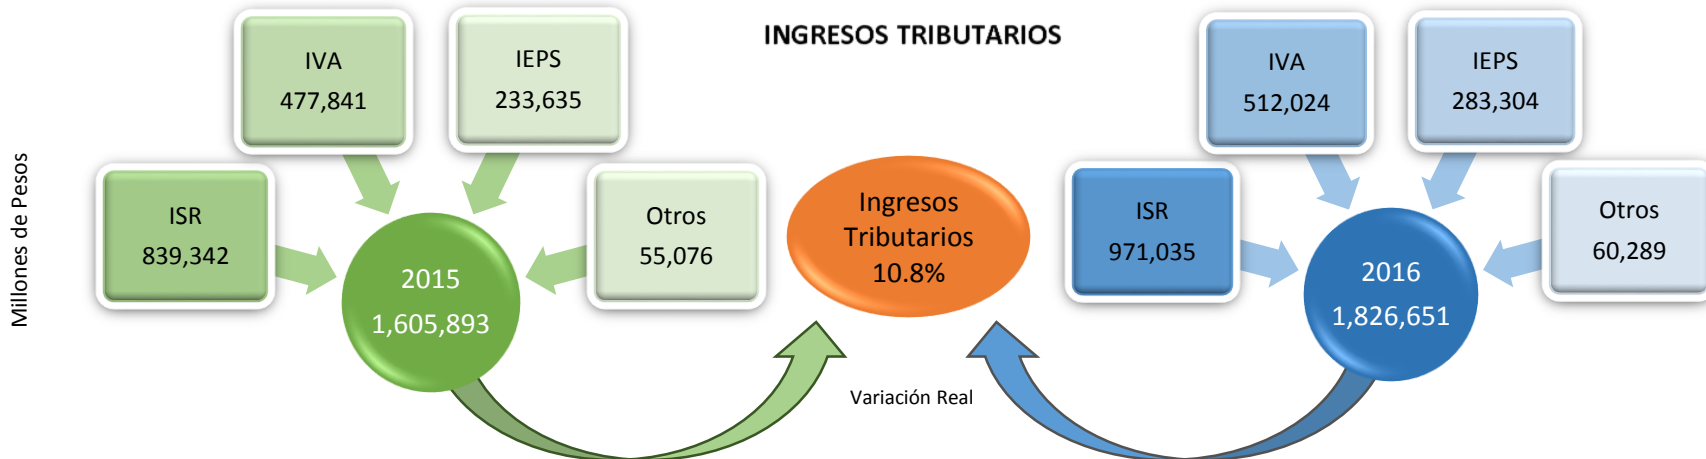 INGRESOS TRIBUTARIOS
Millones de Pesos
IVA
477,841
IEPS
233,635
ISR
839,342
Otros
55,076
2015
1,605,893
Ingresos
Tributarios
10.8%
Variación Real
IVA
512,024
IEPS
283,304
ISR
971,035
Otros
60,289
2016
1,826,651